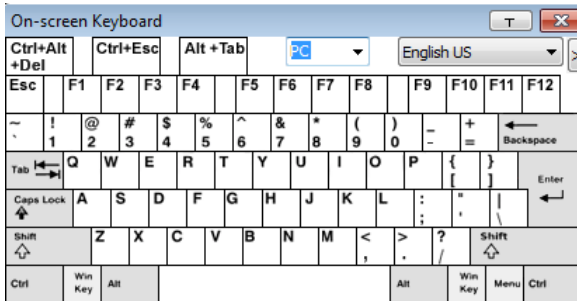 On-screen Keyboard
Ctrl+Alt +Del Ctrl+Esc Alt +Tab PC English US >
Esc F1 F2 F3 F4 F5 F6 F7 F8 F9 F10 F11 F12
~ ! @ # $ % ^ & * ( ) _ +
` 1 2 3 4 5 6 7 8 9 0 - = Backspace
Tab Q W E R T Y U I O P { }
[ ] Enter
Caps Lock A S D F G H J K L : " |
; ' \
Shift Z X C V B N M < > ? Shift
, . /
Ctrl Win Key Alt Alt Win Key Menu Ctrl